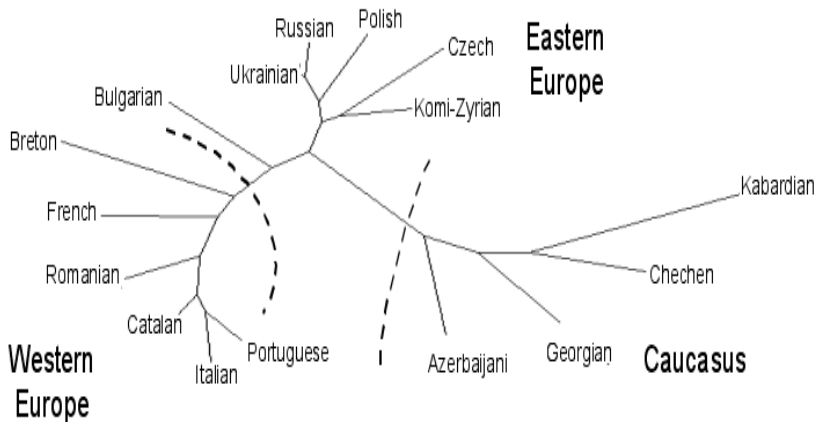 Russian
Polish
Czech
Eastern
Europe
Ukrainian
Bulgarian
Komi-Zyrian
Breton
Kabardian
French
Romanian
Chechen
Catalan
Portuguese
Italian
Azerbaijani
Georgian
Caucasus
Western
Europe